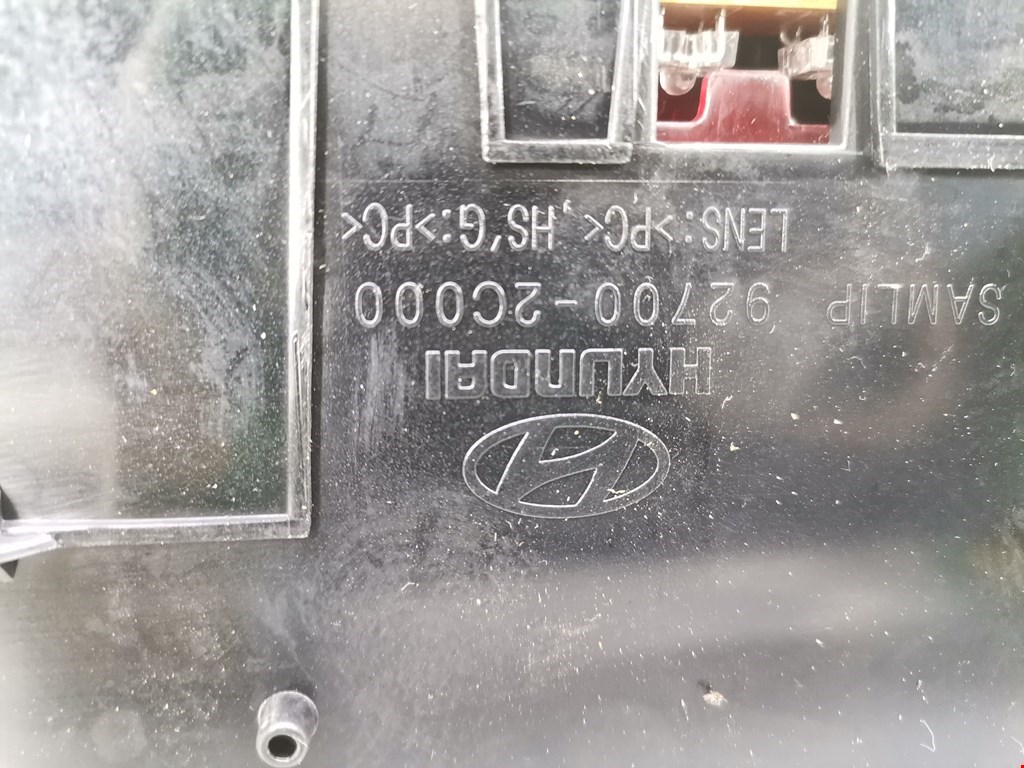 HYUNDAI
SAMLIP 92700-2C000
LENS:>PC<, HS'G:>PC<